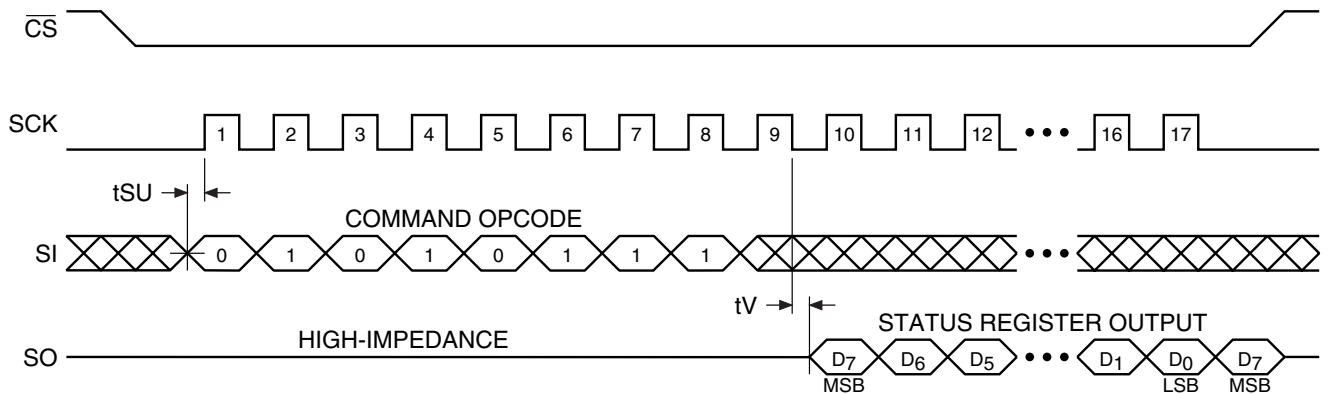 CS
SCK
1 2 3 4 5 6 7 8 9 10 11 12 ••• 16 17
tSU
COMMAND OPCODE
SI
0 1 0 1 0 1 1 1 •••
tV
HIGH-IMPEDANCE
STATUS REGISTER OUTPUT
SO
D7 D6 D5 ••• D1 D0 D7
MSB LSB MSB